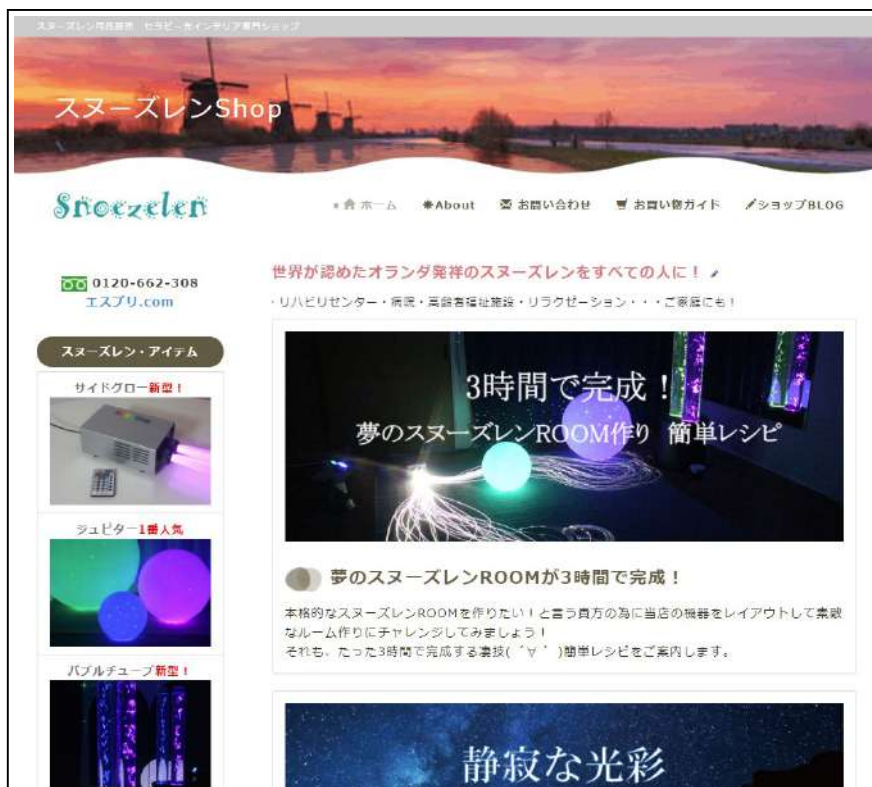 スヌーズレンShop
Snoezelen
ホーム
About
お問い合わせ
お買い物ガイド
ショップBLOG
0120-662-308
エスプリ.com
世界が認めたオランダ発祥のスヌーズレンをすべての人に！
・リハビリセンター・病院・高齢者福祉施設・リラクゼーション・・・ご家庭にも！
スヌーズレン・アイテム
サイドグロー新型！
ジュピター1番人気
バブルチューブ新型！
3時間で完成！
夢のスヌーズレンROOM作り 簡単レシピ
夢のスヌーズレンROOMが3時間で完成！
本格的なスヌーズレンROOMを作りたい！と言う貴方の為に当店の機器をレイアウトして素敵
なルーム作りにチャレンジしてみましょう！
それも、たった3時間で完成する凄技( ´∀｀ )簡単レシピをご案内します。
静寂な光彩